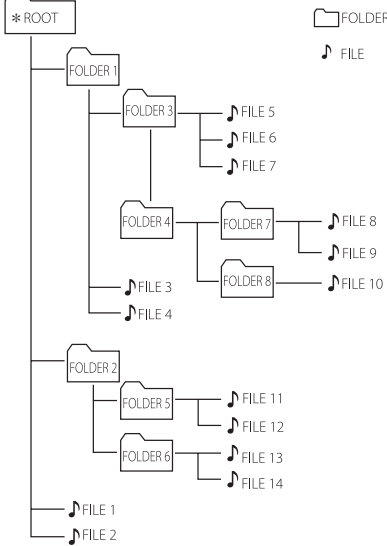 * ROOT
FOLDER
FILE
FOLDER 1
FOLDER 3
FILE 5
FILE 6
FILE 7
FOLDER 4
FOLDER 7
FILE 8
FILE 9
FOLDER 8
FILE 10
FILE 3
FILE 4
FOLDER 2
FOLDER 5
FILE 11
FILE 12
FOLDER 6
FILE 13
FILE 14
FILE 1
FILE 2